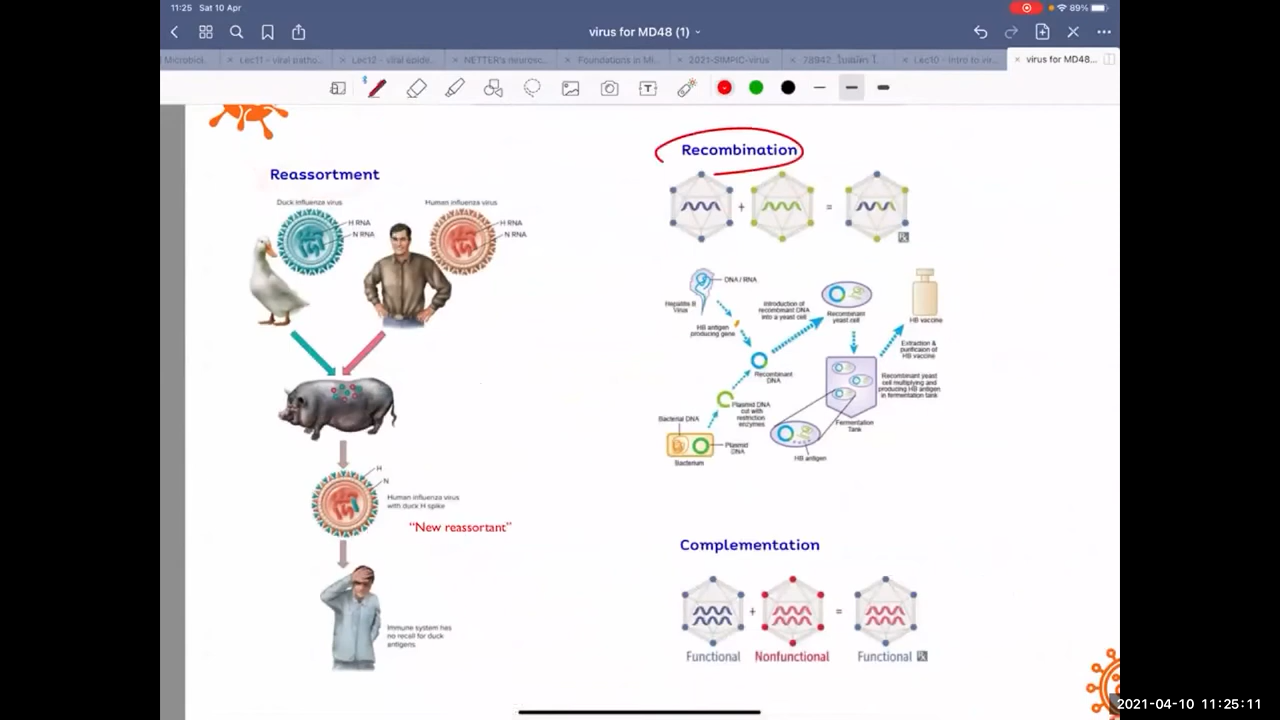 11:25 Sat 10 Apr
89%
virus for MD48 (1)
Microbiol.
Lec11 - viral patho...
Lec12 - viral epide...
NETTER's neurosc...
Foundations in Mi...
2021-SIMPIC-virus
Lec10 - Intro to vir...
virus for MD48...
Reassortment
Duck influenza virus
H RNA
N RNA
Human influenza virus
H RNA
N RNA
H
N
Human influenza virus
with duck H spike
"New reassortant"
Immune system has
no recall for duck
antigens.
Recombination
+
=
Hepatitis B
Virus
DNA / RNA
HB antigen
producing gene
Introduction of
recombinant DNA
into a yeast cell
Recombinant
yeast cell
HB vaccine
Extraction &
purificaion of
HB vaccine
Recombinant
DNA
Recombinant yeast
cell multiplying and
producing HB antigen
in fermentation tank
Plasmid DNA
cut with
restriction
enzymes
Fermentation
Tank
Bacterial DNA
Plasmid
DNA
Bacterium
HB antigen
Complementation
+
=
Functional
Nonfunctional
Functional
2021-04-10 11:25:11